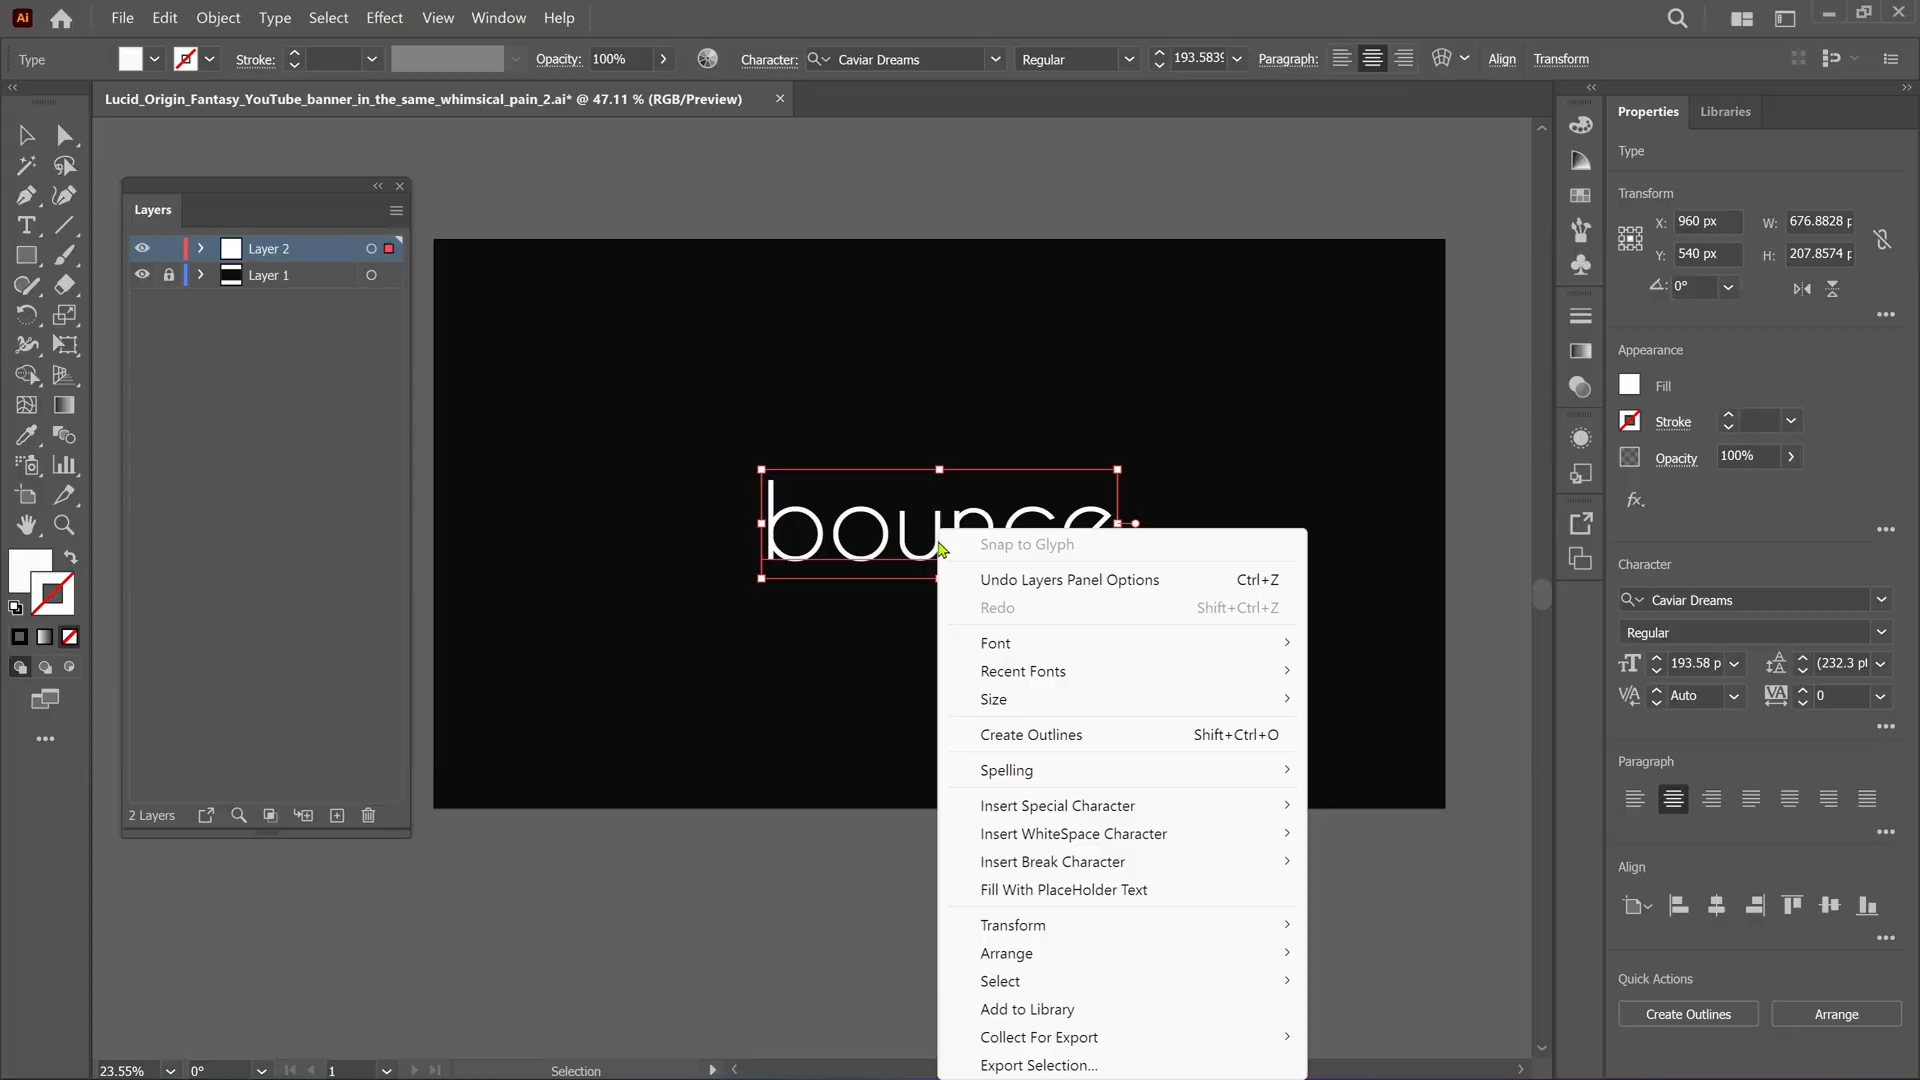 Ai File Edit Object Type Select Effect View Window Help
Type Stroke: Opacity: 100% Character: Caviar Dreams Regular 193.5839 Paragraph: Align Transform
Lucid_Origin_Fantasy_YouTube_banner_in_the_same_whimsical_pain_2.ai* @ 47.11 % (RGB/Preview)
Layers
Layer 2
Layer 1
2 Layers
bounce
Snap to Glyph
Undo Layers Panel Options Ctrl+Z
Redo Shift+Ctrl+Z
Font
Recent Fonts
Size
Create Outlines Shift+Ctrl+O
Spelling
Insert Special Character
Insert WhiteSpace Character
Insert Break Character
Fill With PlaceHolder Text
Transform
Arrange
Select
Add to Library
Collect For Export
Export Selection...
Properties Libraries
Type
Transform
X: 960 px W: 676.8828 p
Y: 540 px H: 207.8574 p
0°
Appearance
Fill
Stroke
Opacity 100%
fx.
Character
Caviar Dreams
Regular
193.58 p (232.3 pt
Auto 0
Paragraph
Align
Quick Actions
Create Outlines Arrange
23.55% 0° 1 Selection